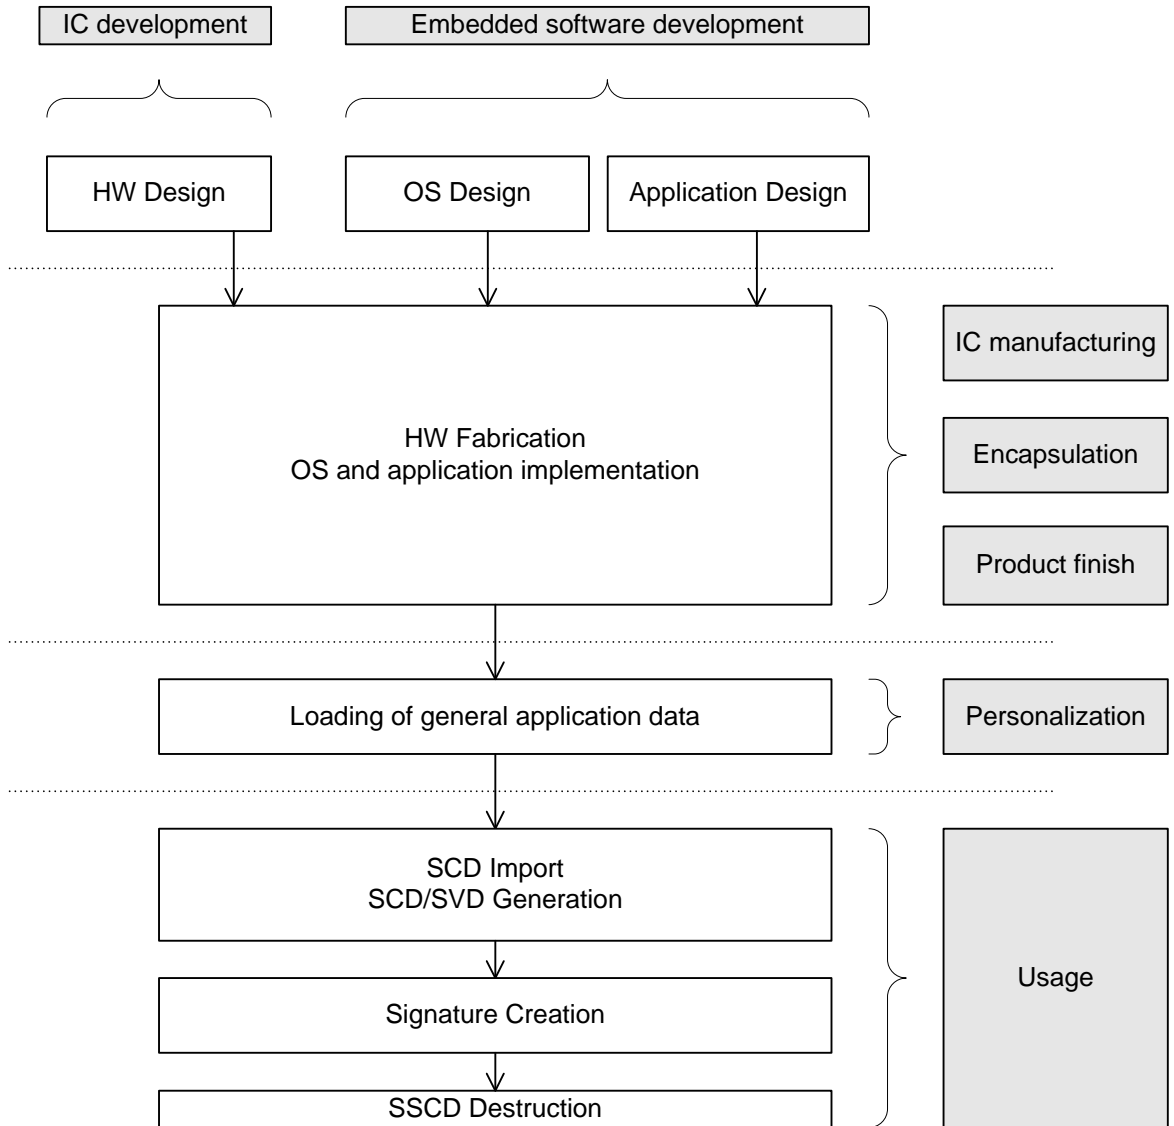 IC development
Embedded software development
HW Design
OS Design
Application Design
IC manufacturing
HW Fabrication
OS and application implementation
Encapsulation
Product finish
Loading of general application data
Personalization
SCD Import
SCD/SVD Generation
Usage
Signature Creation
SSCD Destruction